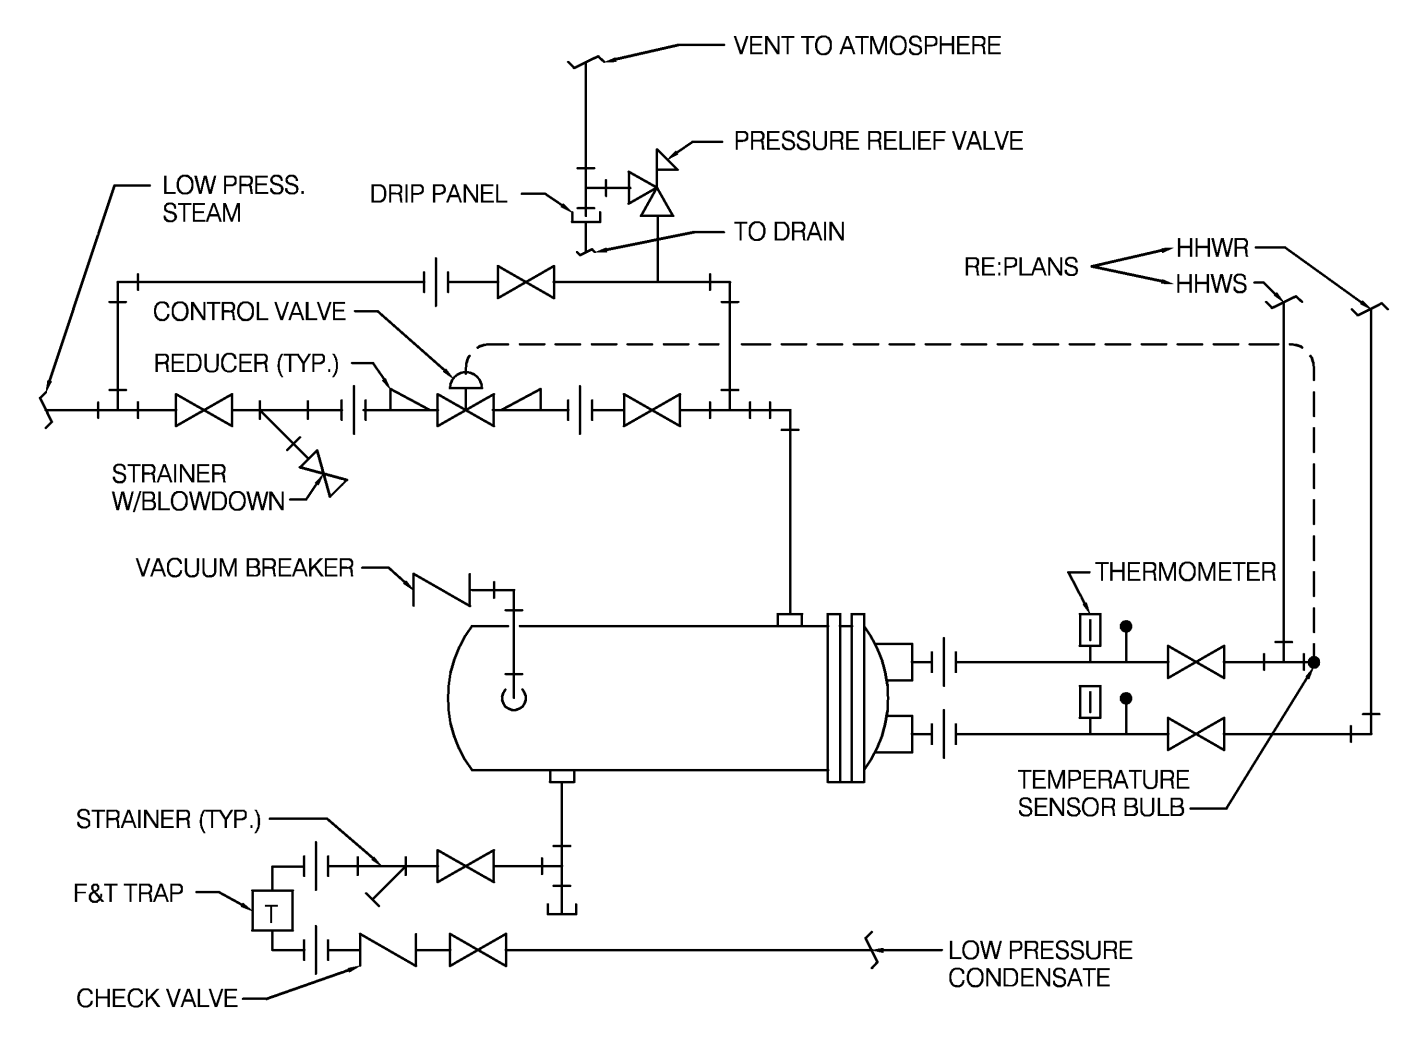 VENT TO ATMOSPHERE
PRESSURE RELIEF VALVE
LOW PRESS.
STEAM
DRIP PANEL
TO DRAIN
HHWR
RE:PLANS
HHWS
CONTROL VALVE
REDUCER (TYP.)
STRAINER
W/BLOWDOWN
VACUUM BREAKER
THERMOMETER
TEMPERATURE
SENSOR BULB
STRAINER (TYP.)
F&T TRAP
T
LOW PRESSURE
CONDENSATE
CHECK VALVE